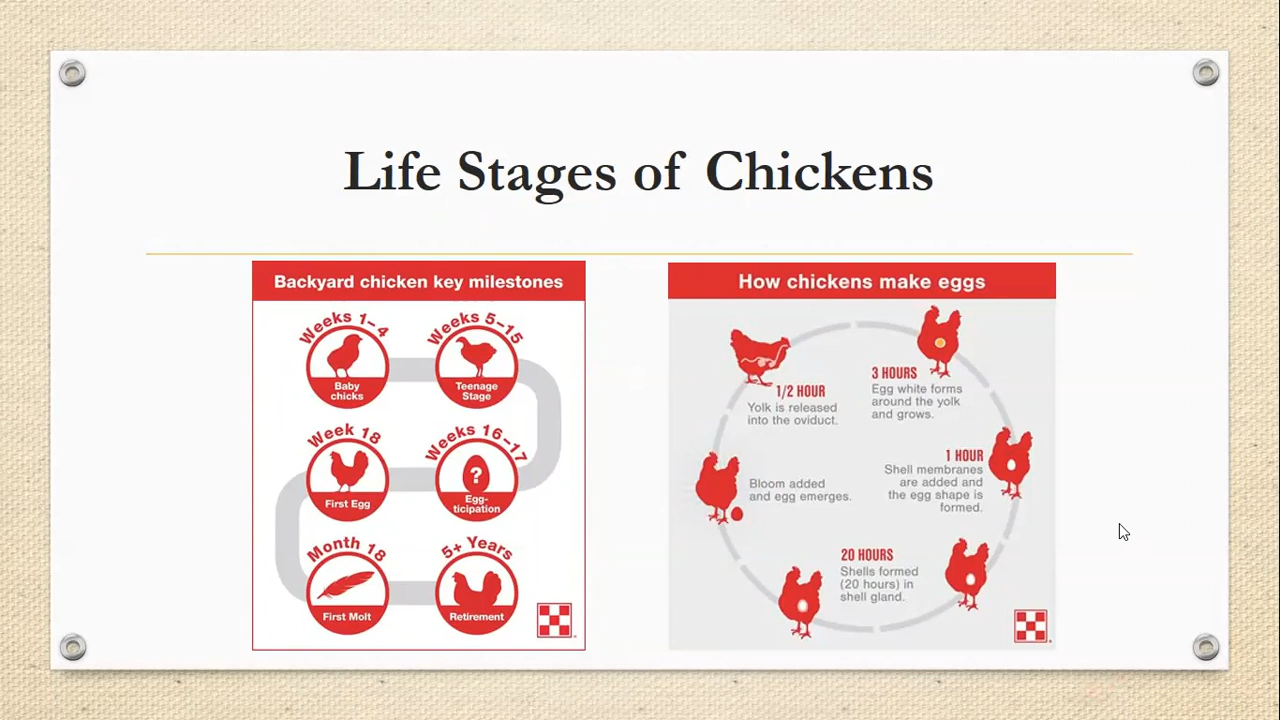 Life Stages of Chickens
Backyard chicken key milestones
Weeks 1–4
Baby
chicks
Weeks 5–15
Teenage
Stage
Week 18
First Egg
Weeks 16–17
?
Egg-
ticipation
Month 18
First Molt
5+ Years
Retirement
How chickens make eggs
1/2 HOUR
Yolk is released
into the oviduct.
3 HOURS
Egg white forms
around the yolk
and grows.
1 HOUR
Shell membranes
are added and
the egg shape is
formed.
20 HOURS
Shells formed
(20 hours) in
shell gland.
Bloom added
and egg emerges.